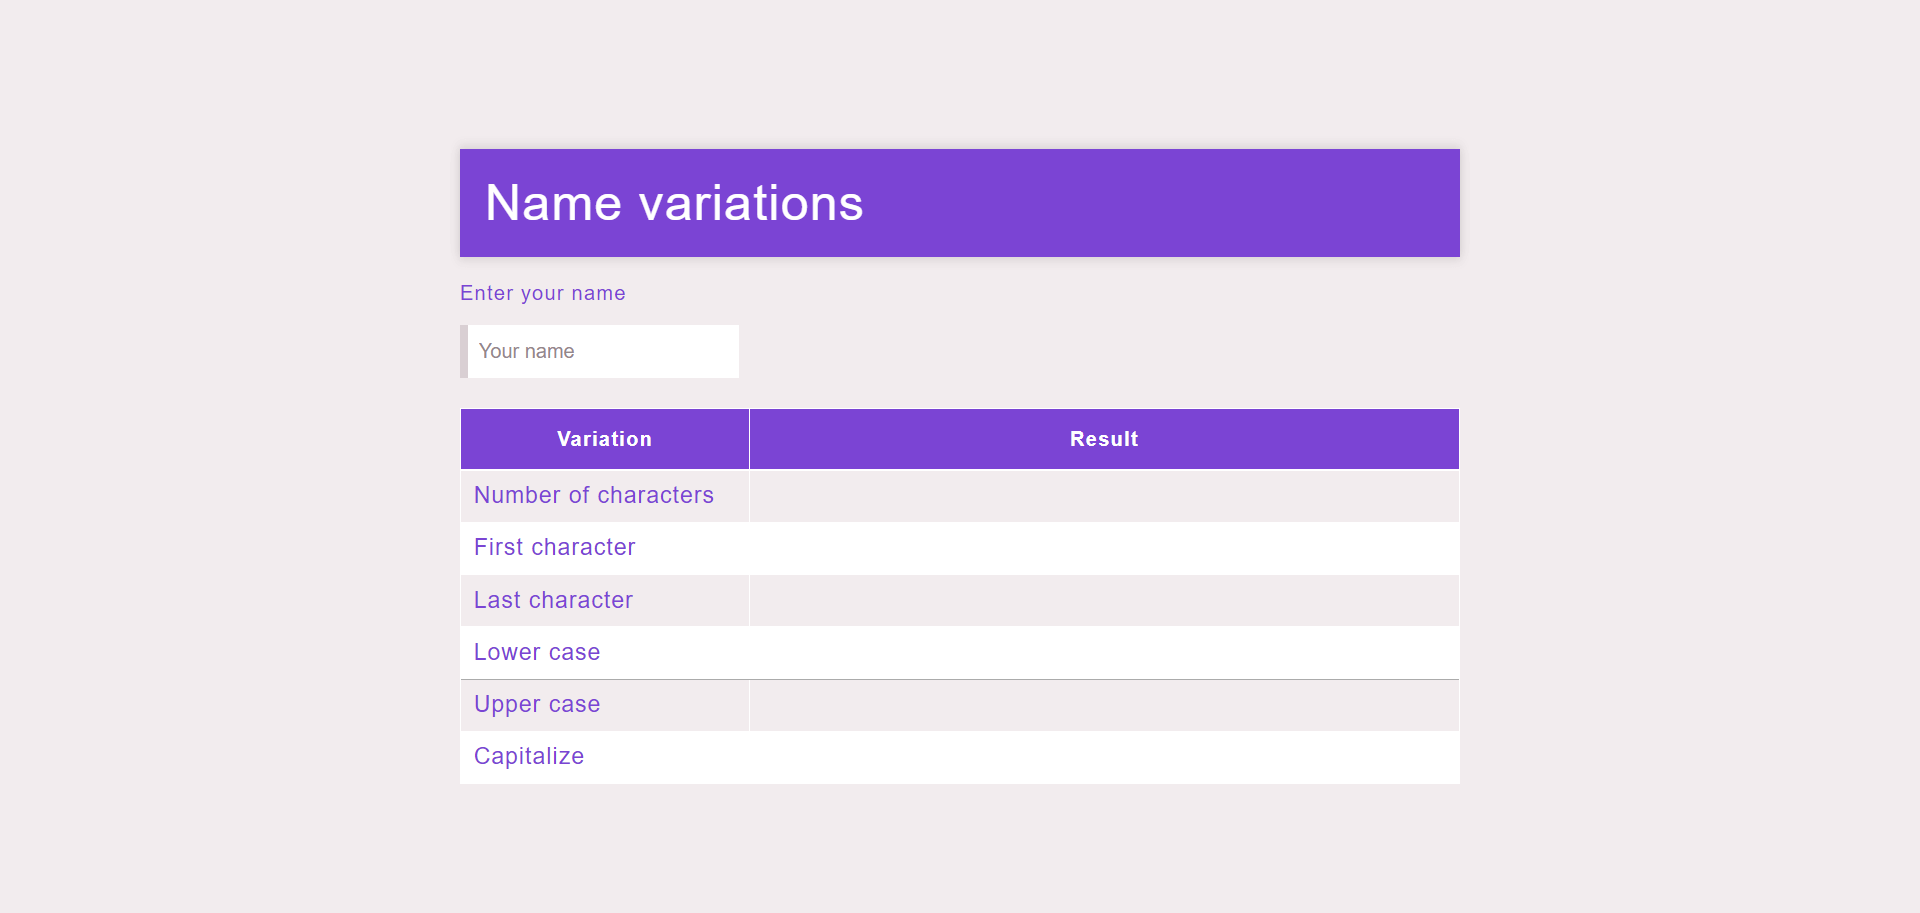 Name variations
Enter your name
Your name
Variation Result
Number of characters
First character
Last character
Lower case
Upper case
Capitalize